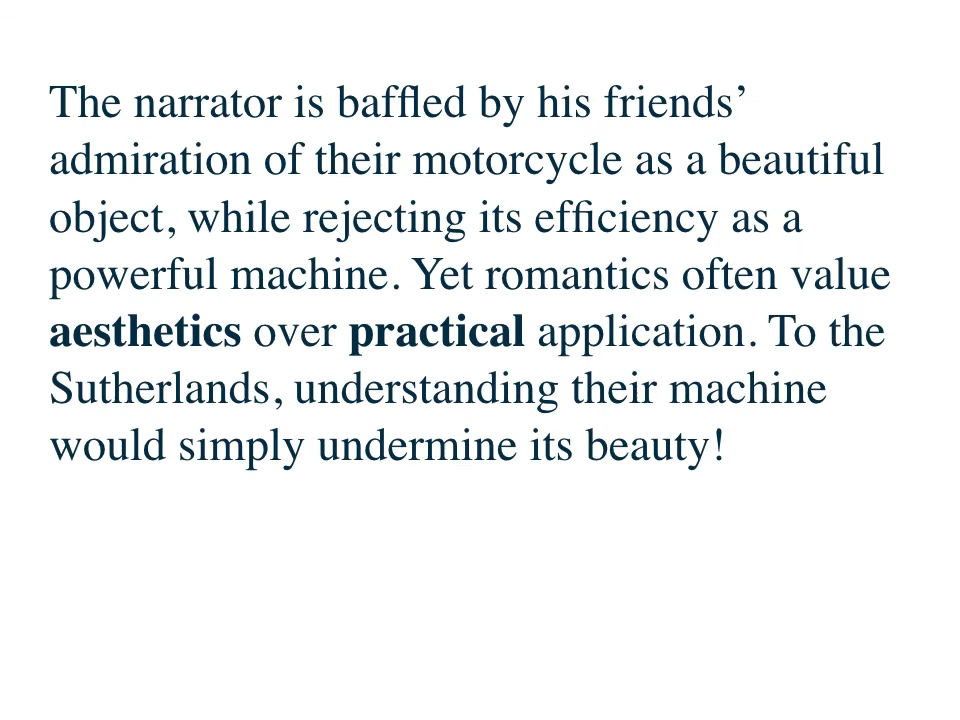 The narrator is baffled by his friends’
admiration of their motorcycle as a beautiful
object, while rejecting its efficiency as a
powerful machine. Yet romantics often value
aesthetics over practical application. To the
Sutherlands, understanding their machine
would simply undermine its beauty!